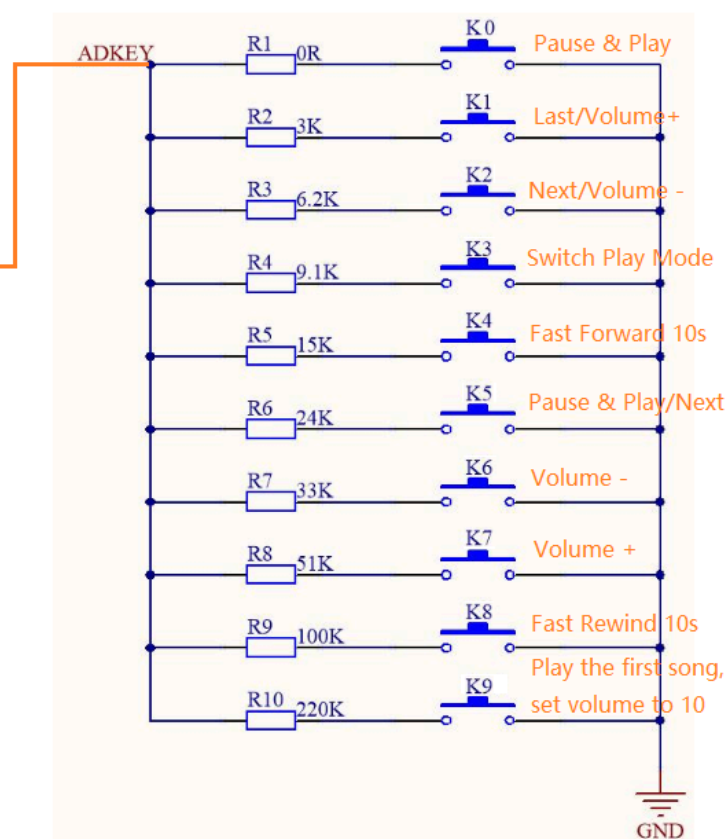 ADKEY
R1 0R K0 Pause & Play
R2 3K K1 Last/Volume+
R3 6.2K K2 Next/Volume -
R4 9.1K K3 Switch Play Mode
R5 15K K4 Fast Forward 10s
R6 24K K5 Pause & Play/Next
R7 33K K6 Volume -
R8 51K K7 Volume +
R9 100K K8 Fast Rewind 10s
R10 220K K9 Play the first song,
set volume to 10
GND